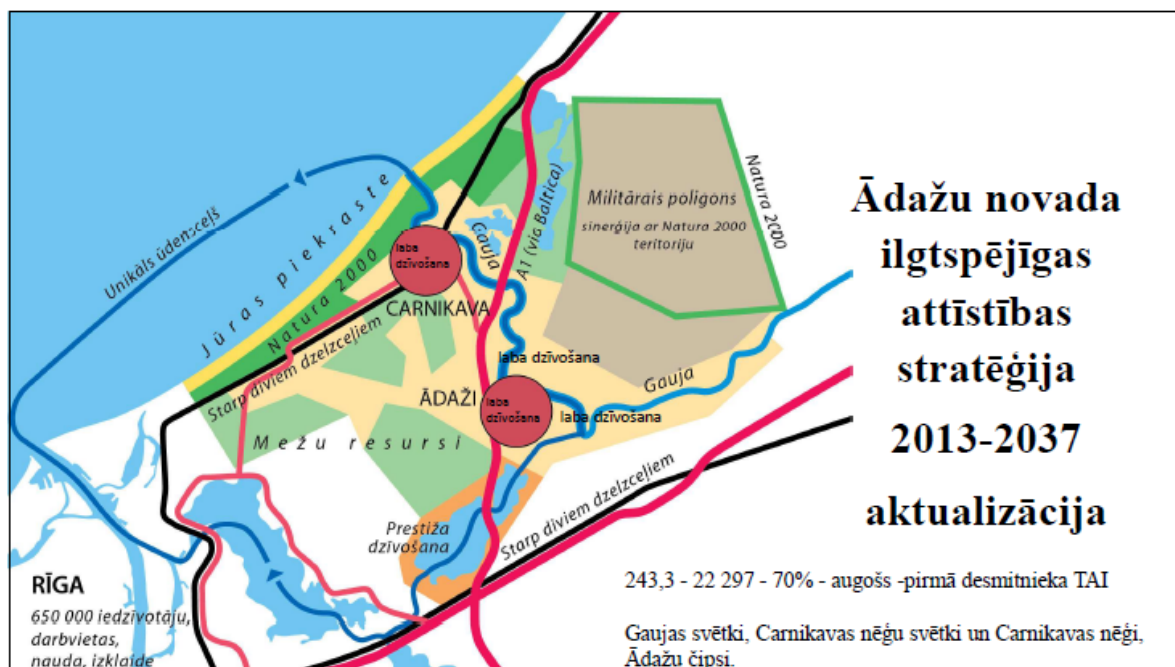 Unikāls ūdensceļš
Jūras piekraste
Natura 2000
Starp diviem dzelzceļiem
laba
dzīvošana
CARNIKAVA
Gauja
A1 (via Baltica)
Militārais poligons
sinerģija ar Natura 2000
teritoriju
Natura 2000
laba dzīvošana
ĀDAŽI
laba
dzīvošana
laba dzīvošana
Gauja
Mežu resursi
Prestiža
dzīvošana
Starp diviem dzelzceļiem
RĪGA
650 000 iedzīvotāju,
darbvietas,
nauda, izklaide
Ādažu novada
ilgtspējīgas
attīstības
stratēģija
2013-2037
aktualizācija
243,3 - 22 297 - 70% - augošs -pirmā desmitnieka TAI
Gaujas svētki, Carnikavas nēģu svētki un Carnikavas nēģi,
Ādažu čipsi.